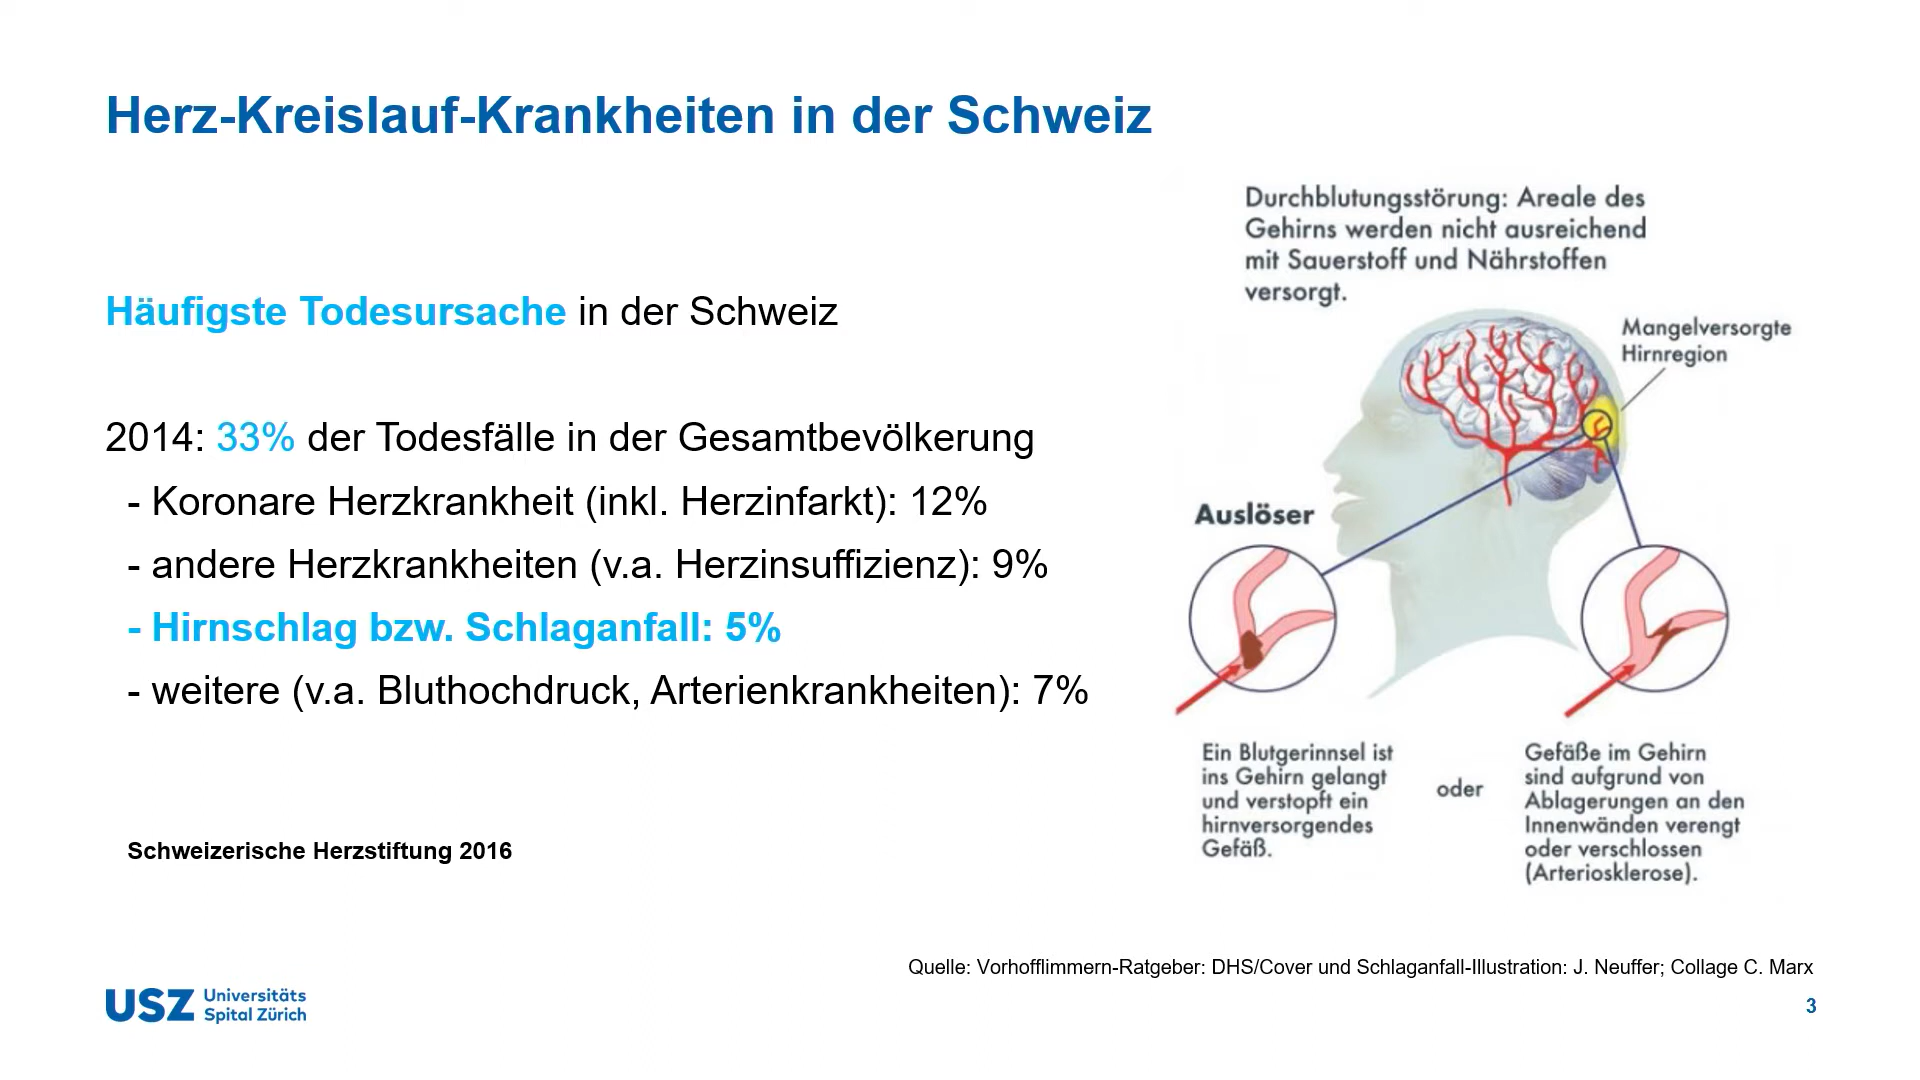 Herz-Kreislauf-Krankheiten in der Schweiz
Häufigste Todesursache in der Schweiz
2014: 33% der Todesfälle in der Gesamtbevölkerung
- Koronare Herzkrankheit (inkl. Herzinfarkt): 12%
- andere Herzkrankheiten (v.a. Herzinsuffizienz): 9%
- Hirnschlag bzw. Schlaganfall: 5%
- weitere (v.a. Bluthochdruck, Arterienkrankheiten): 7%
Schweizerische Herzstiftung 2016
Durchblutungsstörung: Areale des
Gehirns werden nicht ausreichend
mit Sauerstoff und Nährstoffen
versorgt.
Mangelversorgte
Hirnregion
Auslöser
Ein Blutgerinnsel ist
ins Gehirn gelangt
und verstopft ein
hirnversorgendes
Gefäß.
oder
Gefäße im Gehirn
sind aufgrund von
Ablagerungen an den
Innenwänden verengt
oder verschlossen
(Arteriosklerose).
Quelle: Vorhofflimmern-Ratgeber: DHS/Cover und Schlaganfall-Illustration: J. Neuffer; Collage C. Marx
USZ Universitäts
Spital Zürich
3